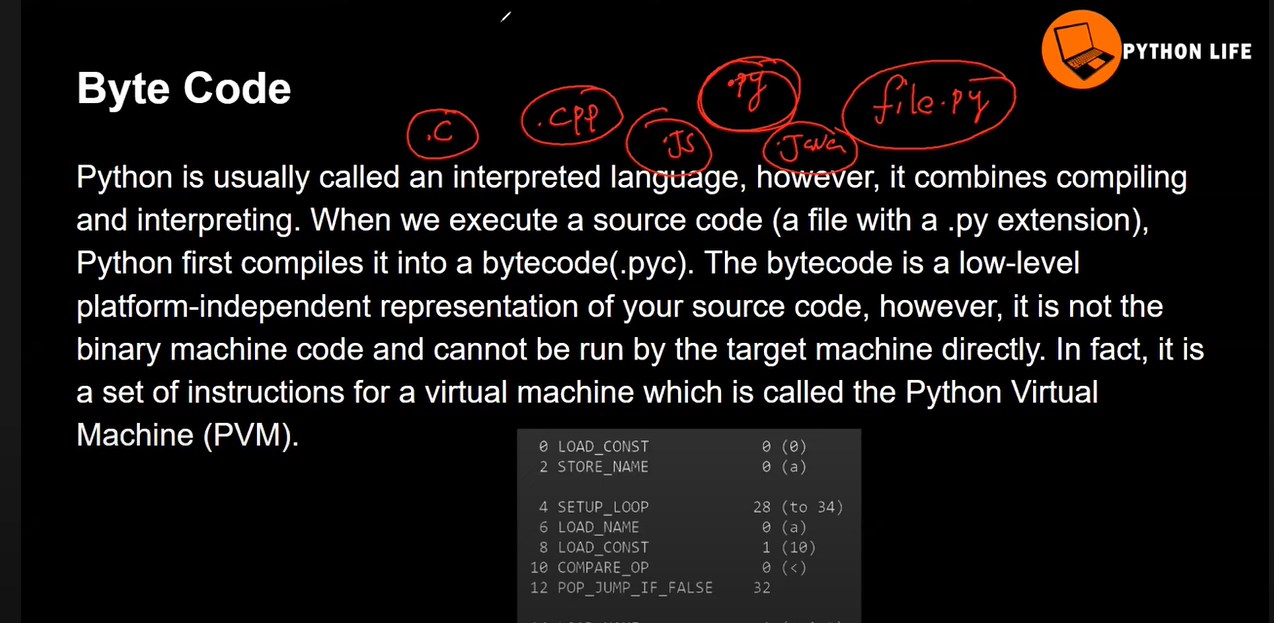 PYTHON LIFE
Byte Code
.C
.cpp
.JS
.py
.Java
file.py
Python is usually called an interpreted language, however, it combines compiling
and interpreting. When we execute a source code (a file with a .py extension),
Python first compiles it into a bytecode(.pyc). The bytecode is a low-level
platform-independent representation of your source code, however, it is not the
binary machine code and cannot be run by the target machine directly. In fact, it is
a set of instructions for a virtual machine which is called the Python Virtual
Machine (PVM).
0 LOAD_CONST 0 (0)
2 STORE_NAME 0 (a)
4 SETUP_LOOP 28 (to 34)
6 LOAD_NAME 0 (a)
8 LOAD_CONST 1 (10)
10 COMPARE_OP 0 (<)
12 POP_JUMP_IF_FALSE 32